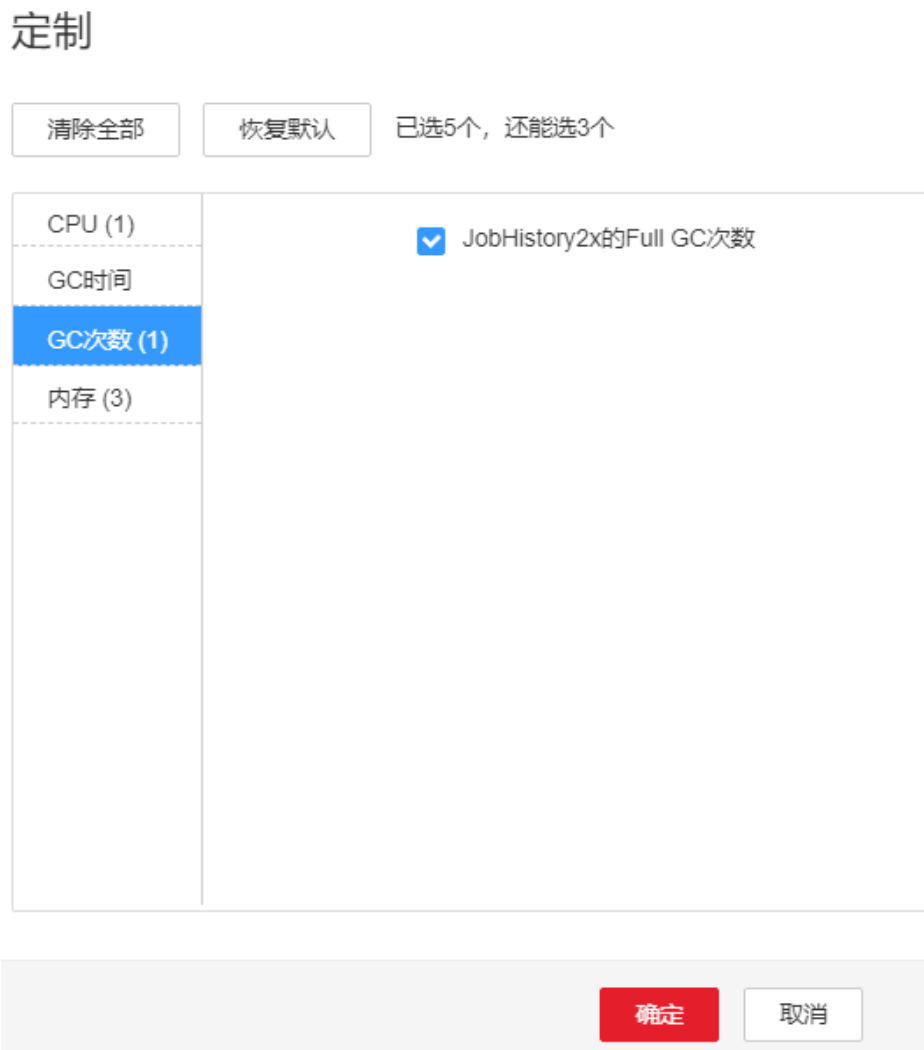 定制
清除全部
恢复默认
已选5个，还能选3个
CPU (1)
GC时间
GC次数 (1)
内存 (3)
JobHistory2x的Full GC次数
确定
取消